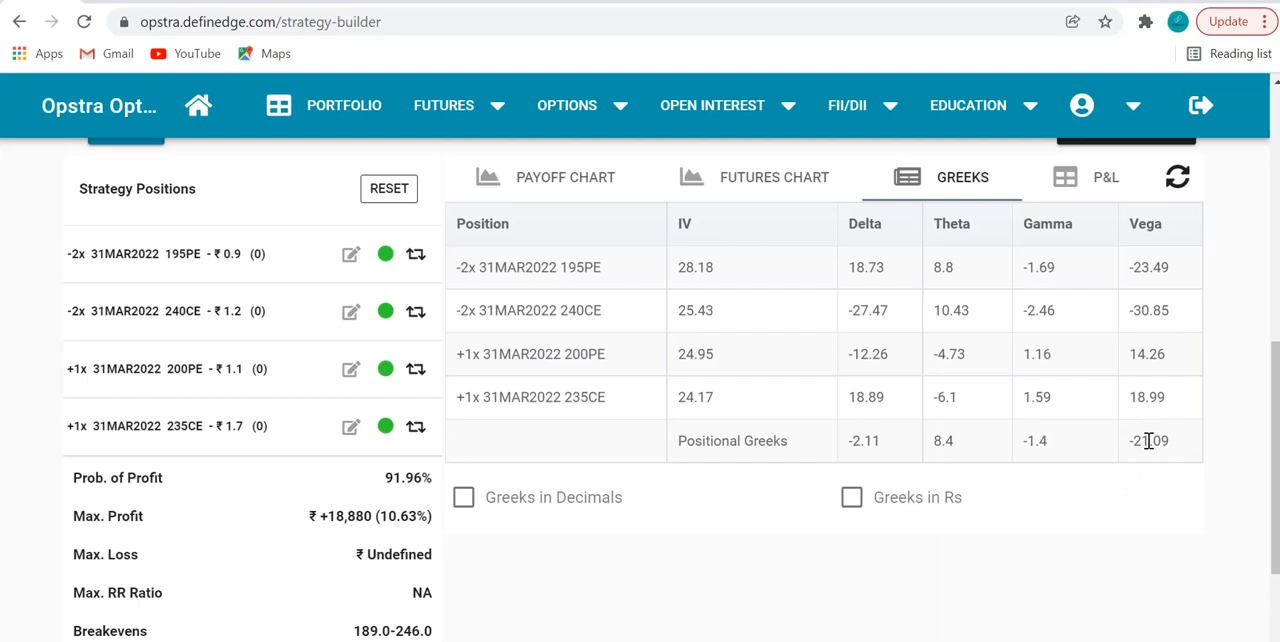 opstra.definedge.com/strategy-builder
Update
Apps Gmail YouTube Maps Reading list
Opstra Opt... PORTFOLIO FUTURES OPTIONS OPEN INTEREST FII/DII EDUCATION
Strategy Positions RESET
PAYOFF CHART FUTURES CHART GREEKS P&L
Position IV Delta Theta Gamma Vega
-2x 31MAR2022 195PE - ₹ 0.9 (0)
-2x 31MAR2022 195PE 28.18 18.73 8.8 -1.69 -23.49
-2x 31MAR2022 240CE - ₹ 1.2 (0)
-2x 31MAR2022 240CE 25.43 -27.47 10.43 -2.46 -30.85
+1x 31MAR2022 200PE - ₹ 1.1 (0)
+1x 31MAR2022 200PE 24.95 -12.26 -4.73 1.16 14.26
+1x 31MAR2022 235CE - ₹ 1.7 (0)
+1x 31MAR2022 235CE 24.17 18.89 -6.1 1.59 18.99
Positional Greeks -2.11 8.4 -1.4 -21.09
Prob. of Profit 91.96%
Max. Profit ₹ +18,880 (10.63%)
Max. Loss ₹ Undefined
Max. RR Ratio NA
Breakevens 189.0-246.0
Greeks in Decimals Greeks in Rs